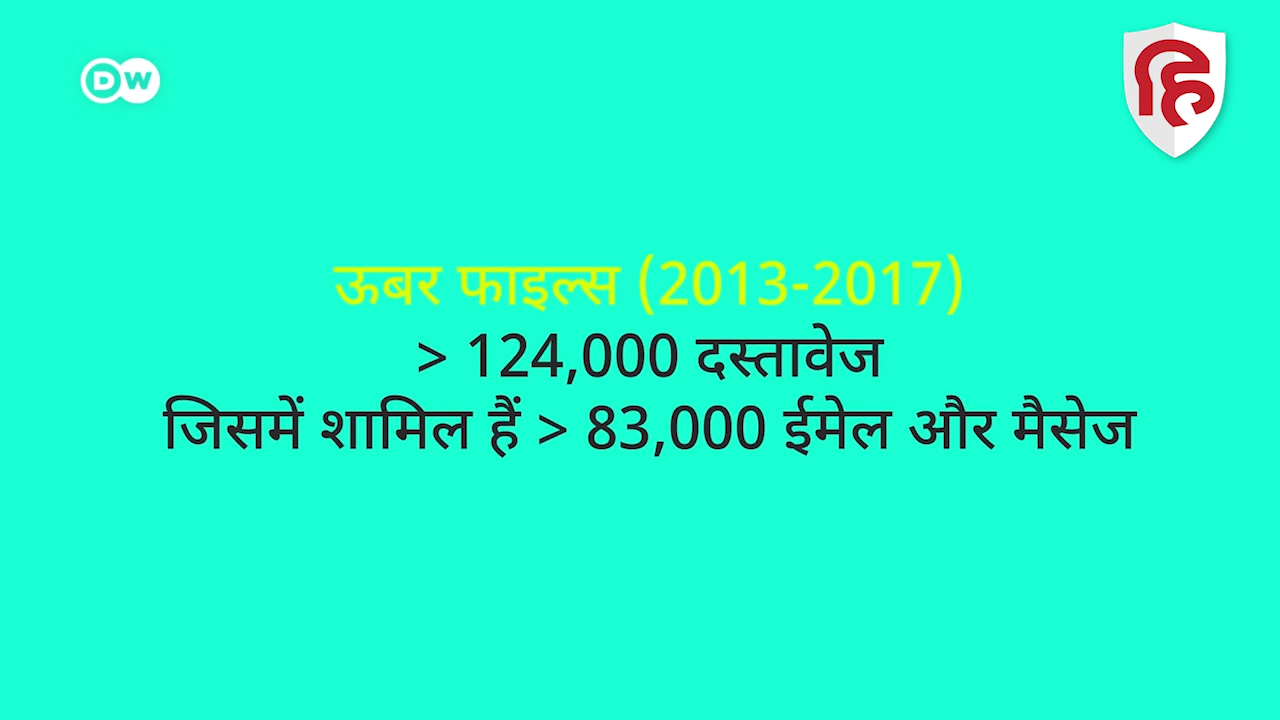 DW
हि
ऊबर फाइल्स (2013-2017)
> 124,000 दस्तावेज
जिसमें शामिल हैं > 83,000 ईमेल और मैसेज